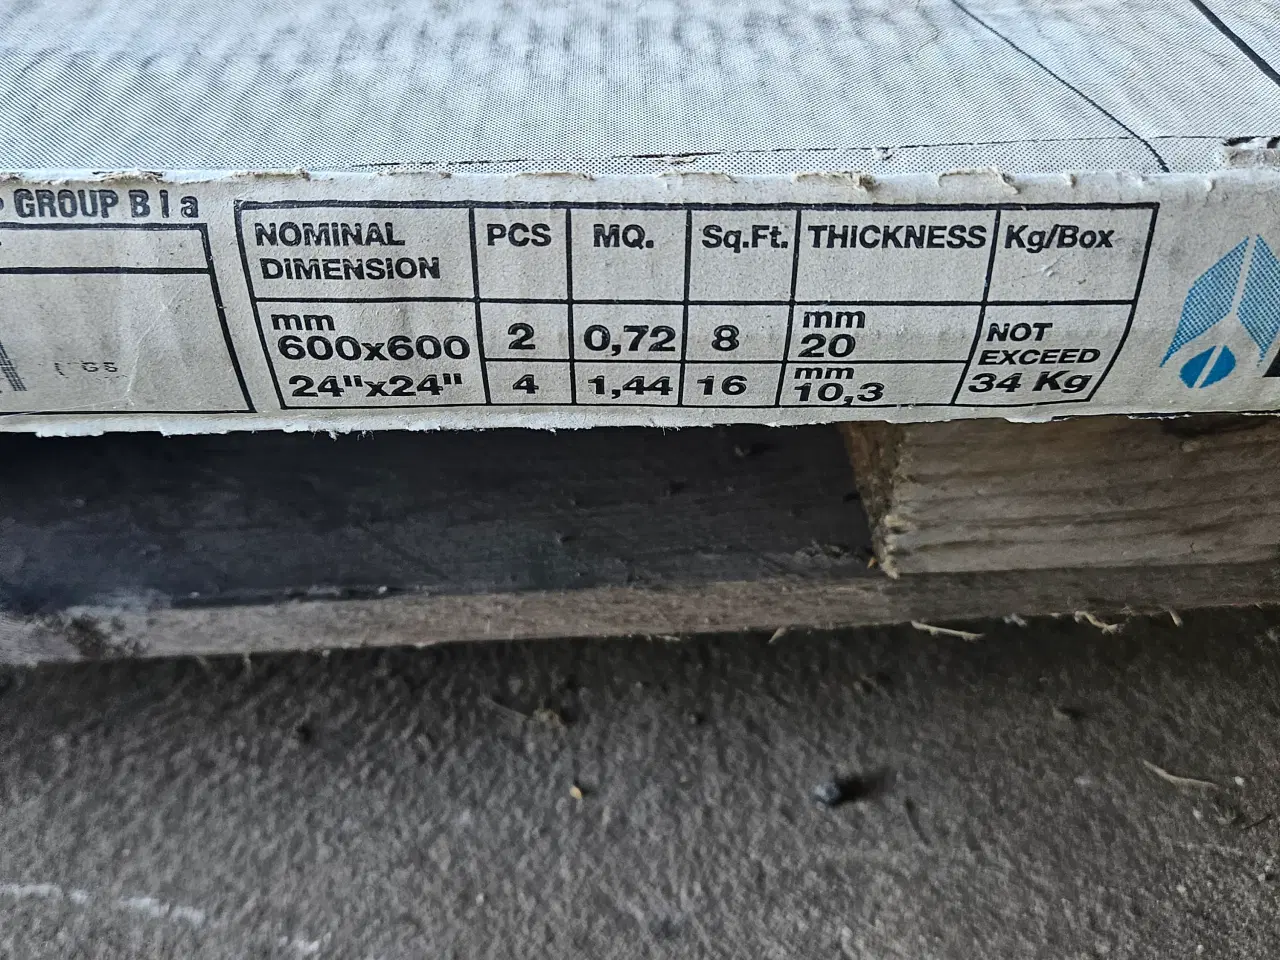 GROUP B I a
NOMINAL DIMENSION PCS MQ. Sq.Ft. THICKNESS Kg/Box
mm 600x600 2 0,72 8 mm 20 NOT EXCEED 34 Kg
24"x24" 4 1,44 16 mm 10,3